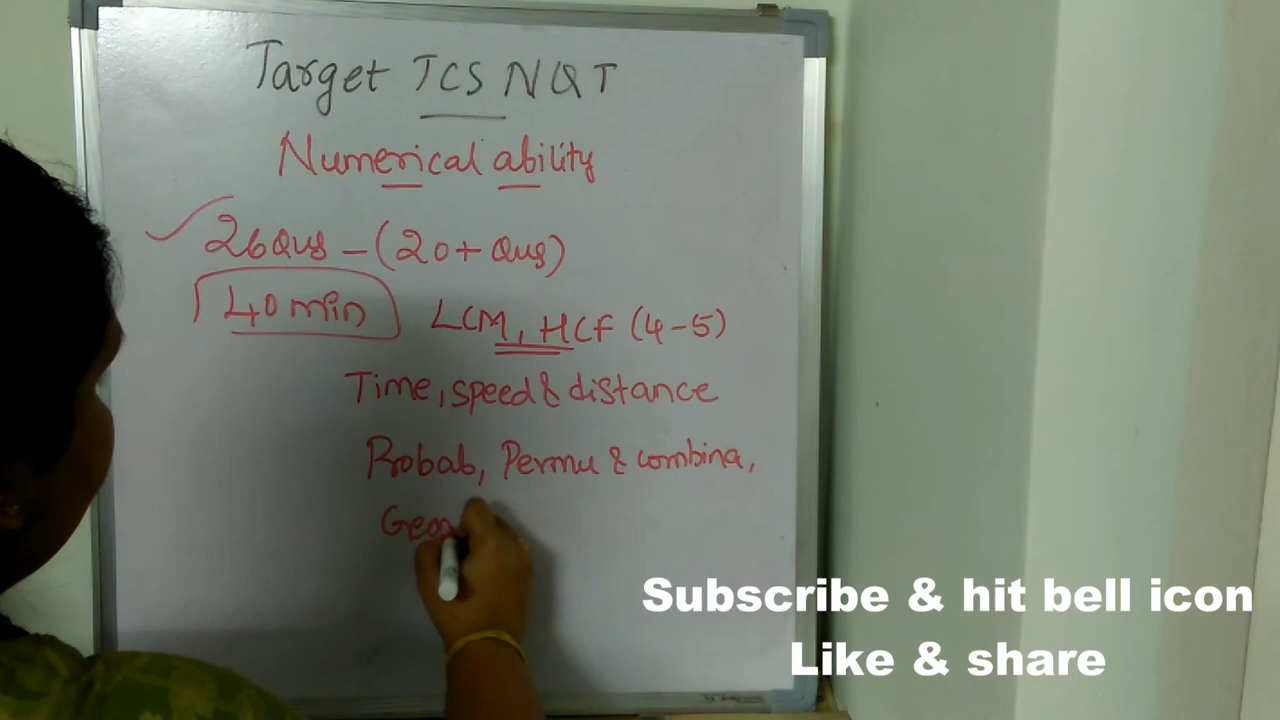 Target TCS NQT
Numerical ability
26 Qus - (20+ Qus)
40 min
LCM, HCF (4-5)
Time, speed & distance
Probab, Permu & combina,
Geo
Subscribe & hit bell icon
Like & share